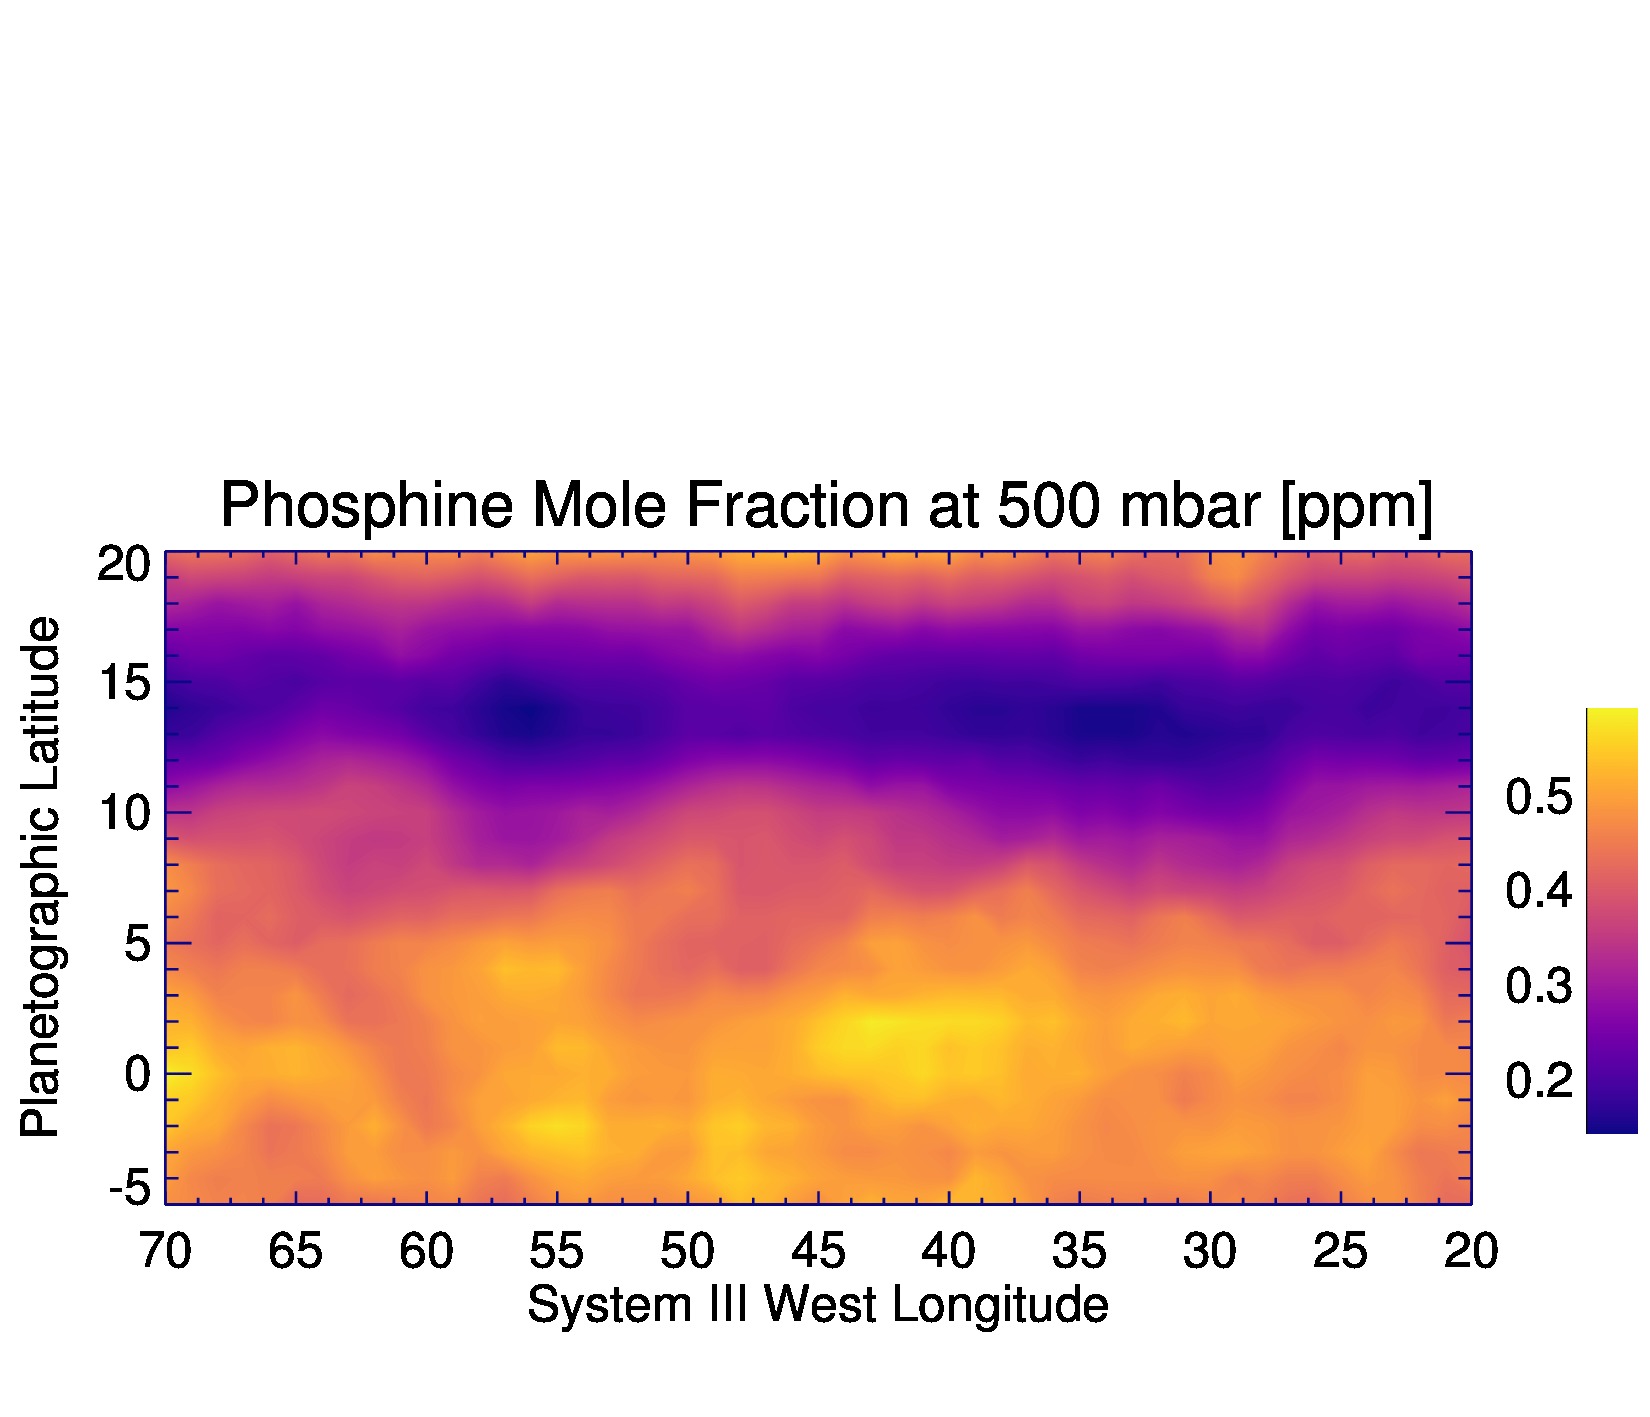 Phosphine Mole Fraction at 500 mbar [ppm]
Planetographic Latitude
20
15
10
5
0
-5
70 65 60 55 50 45 40 35 30 25 20
System III West Longitude
0.5
0.4
0.3
0.2